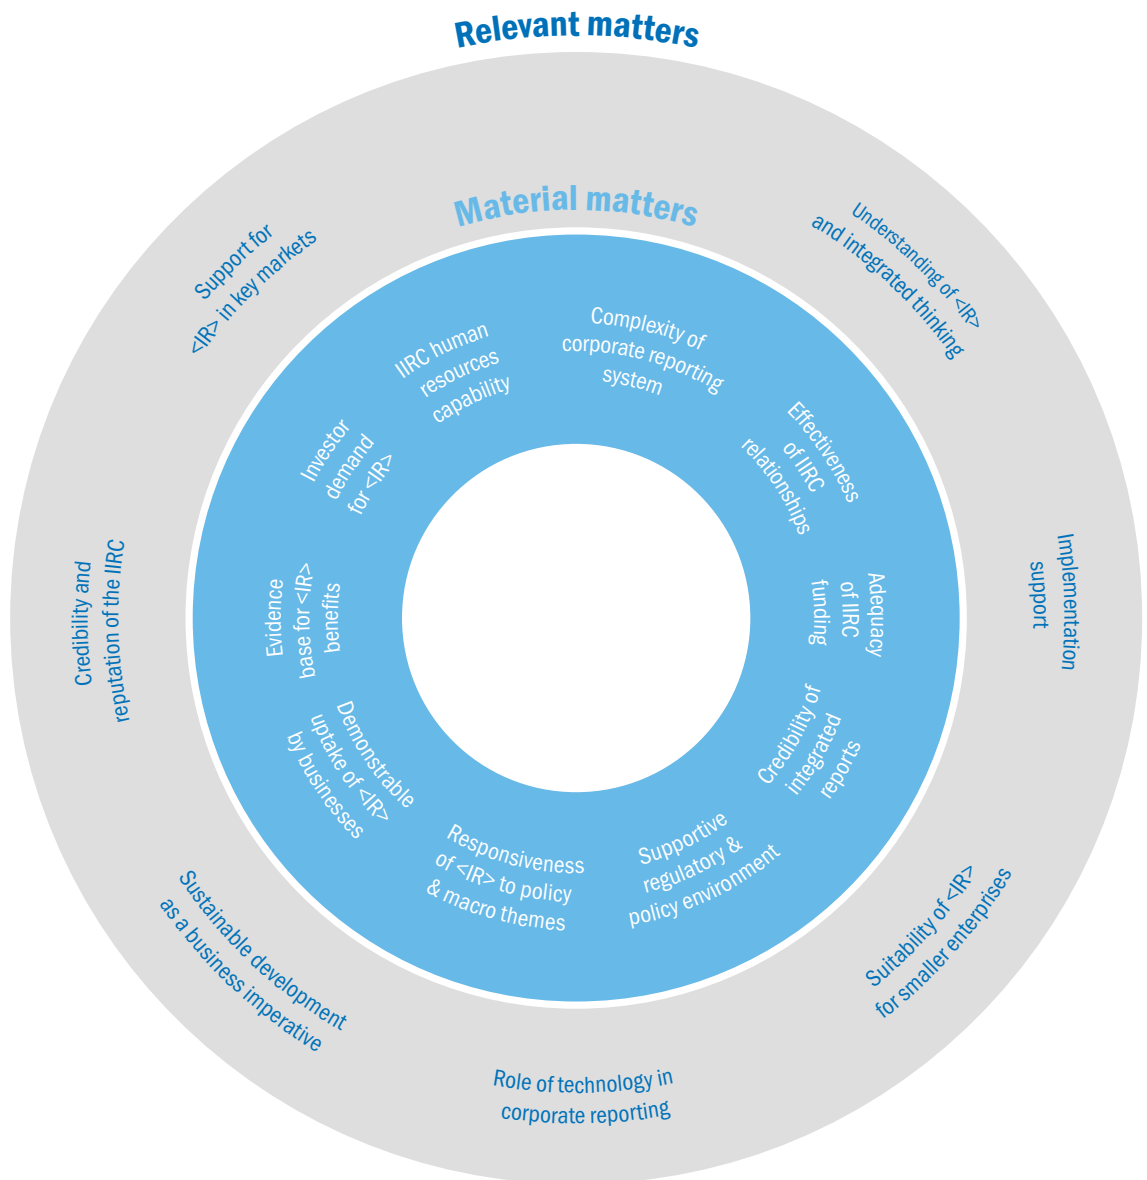 Relevant matters
Understanding of <IR>
and integrated thinking
Implementation
support
Suitability of <IR>
for smaller enterprises
Role of technology in
corporate reporting
Sustainable development
as a business imperative
Credibility and
reputation of the IIRC
Support for
<IR> in key markets
Material matters
Complexity of
corporate reporting
system
Effectiveness
of IIRC
relationships
Adequacy
of IIRC
funding
Credibility of
integrated
reports
Supportive
regulatory &
policy environment
Responsiveness
of <IR> to policy
& macro themes
Demonstrable
uptake of <IR>
by businesses
Evidence
base for <IR>
benefits
Investor
demand
for <IR>
IIRC human
resources
capability